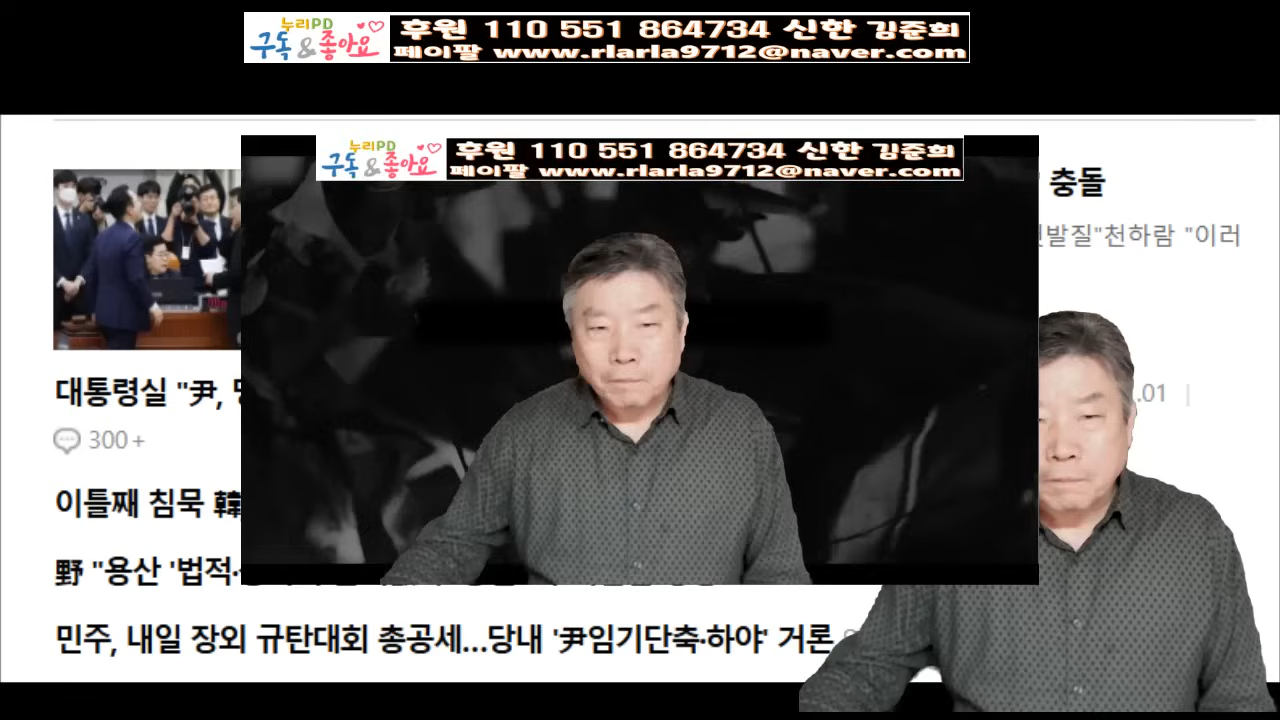 누리PD
구독&좋아요
후원 110 551 864734 신한 김준희
페이팔 www.rlarla9712@naver.com
누리PD
구독&좋아요
후원 110 551 864734 신한 김준희
페이팔 www.rlarla9712@naver.com
충돌
발질"천하람 "이러
대통령실 "尹,
.01
300+
이틀째 침묵 韓
野 "용산 '법적·
민주, 내일 장외 규탄대회 총공세...당내 '尹임기단축·하야' 거론